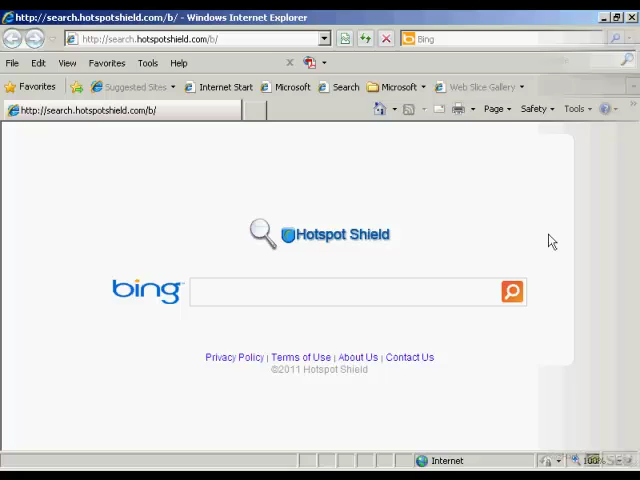 http://search.hotspotshield.com/b/ - Windows Internet Explorer
http://search.hotspotshield.com/b/
Bing
File Edit View Favorites Tools Help
Favorites Suggested Sites Internet Start Microsoft Search Microsoft Web Slice Gallery
http://search.hotspotshield.com/b/
Page Safety Tools
Hotspot Shield
bing™
Privacy Policy | Terms of Use | About Us | Contact Us
©2011 Hotspot Shield
Internet
100%